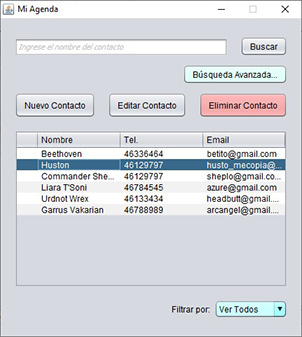 Mi Agenda
Ingrese el nombre del contacto
Buscar
Búsqueda Avanzada...
Nuevo Contacto Editar Contacto Eliminar Contacto
Nombre Tel. Email
Beethoven 46336464 betito@gmail.com
Huston 46129797 husto_mecopia@...
Commander She... 46129797 sheplo@gmail.co...
Liara T'Soni 46784545 azure@gmail.com
Urdnot Wrex 46133434 headbutt@gmail....
Garrus Vakarian 46788989 arcangel@gmail....
Filtrar por: Ver Todos